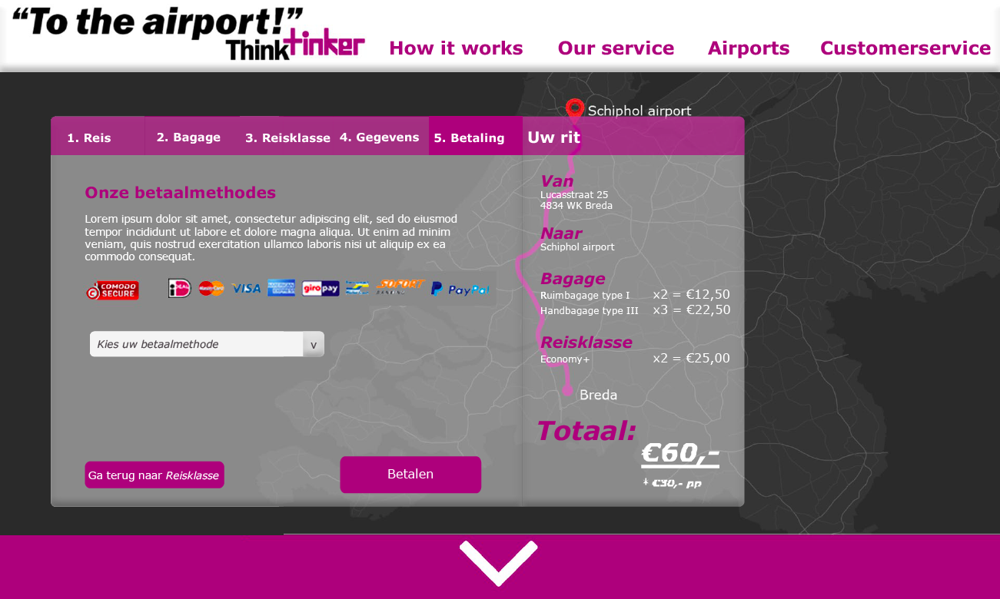 “To the airport!”
Thinktinker
How it works Our service Airports Customerservice
Schiphol airport
1. Reis 2. Bagage 3. Reisklasse 4. Gegevens 5. Betaling Uw rit
Onze betaalmethodes
Lorem ipsum dolor sit amet, consectetur adipiscing elit, sed do eiusmod
tempor incididunt ut labore et dolore magna aliqua. Ut enim ad minim
veniam, quis nostrud exercitation ullamco laboris nisi ut aliquip ex ea
commodo consequat.
COMODO
SECURE
iDEAL MasterCard VISA AMERICAN EXPRESS giropay SOFORT BANKING PayPal
Kies uw betaalmethode v
Ga terug naar Reisklasse
Betalen
Van
Lucasstraat 25
4834 WK Breda
Naar
Schiphol airport
Bagage
Ruimbagage type I x2 = €12,50
Handbagage type III x3 = €22,50
Reisklasse
Economy+ x2 = €25,00
Breda
Totaal:
€60,-
± €30,- pp